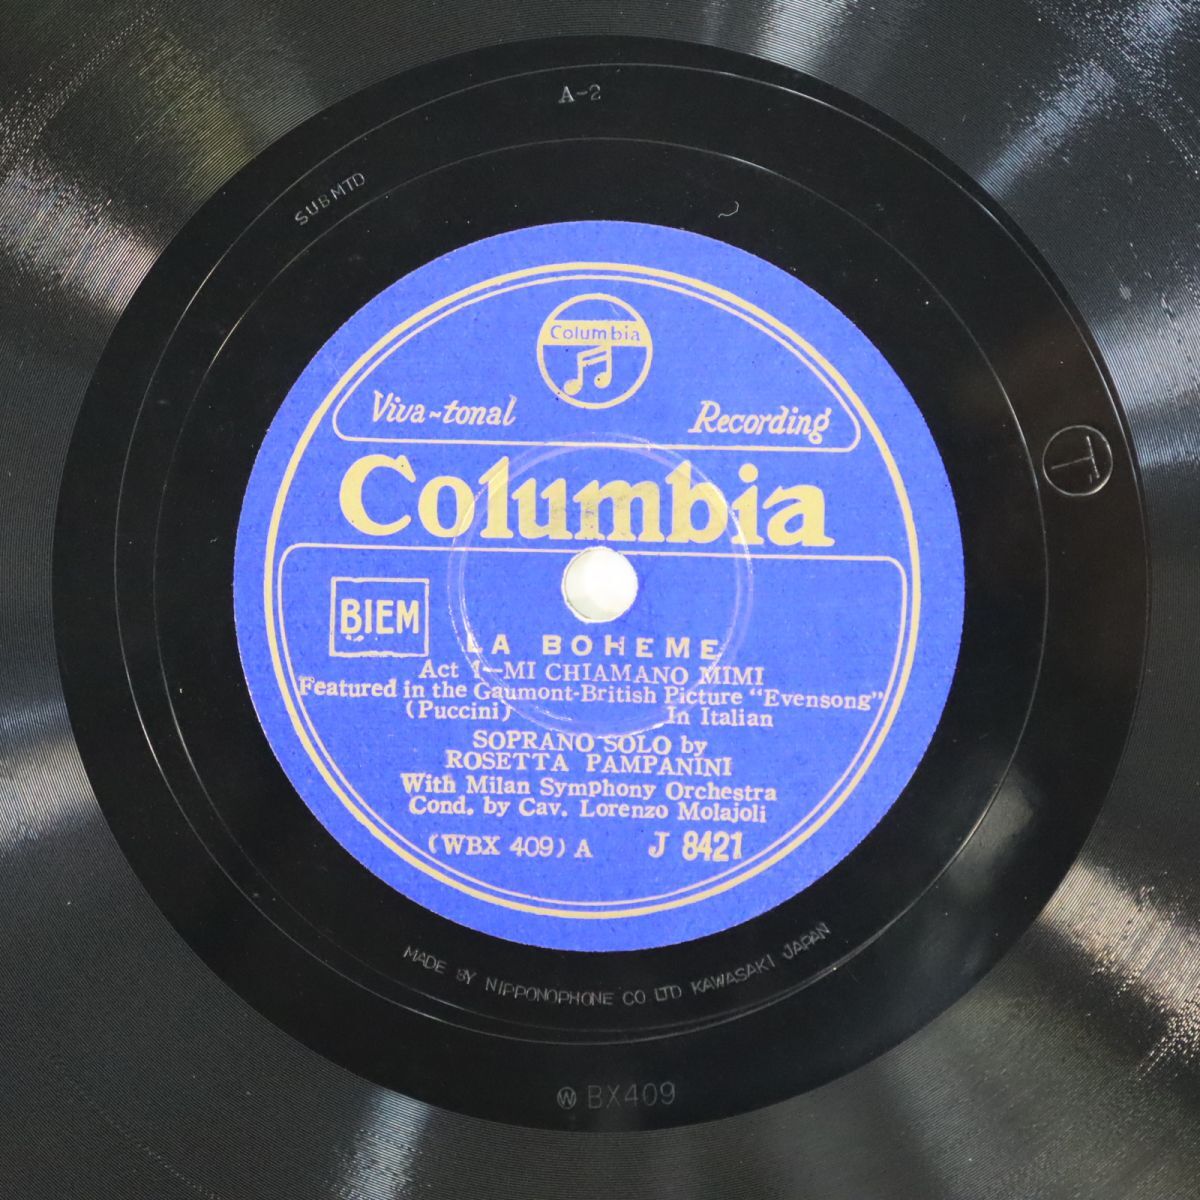 A-2
SUB.MTD
Columbia
Viva-tonal Recording
Columbia
BIEM
LA BOHEME
Act 1—MI CHIAMANO MIMI
Featured in the Gaumont-British Picture "Evensong"
(Puccini) In Italian
SOPRANO SOLO by
ROSETTA PAMPANINI
With Milan Symphony Orchestra
Cond. by Cav. Lorenzo Molajoli
(WBX 409) A J 8421
MADE BY NIPPONOPHONE CO LTD KAWASAKI JAPAN
Ⓦ BX409
Ⓣ